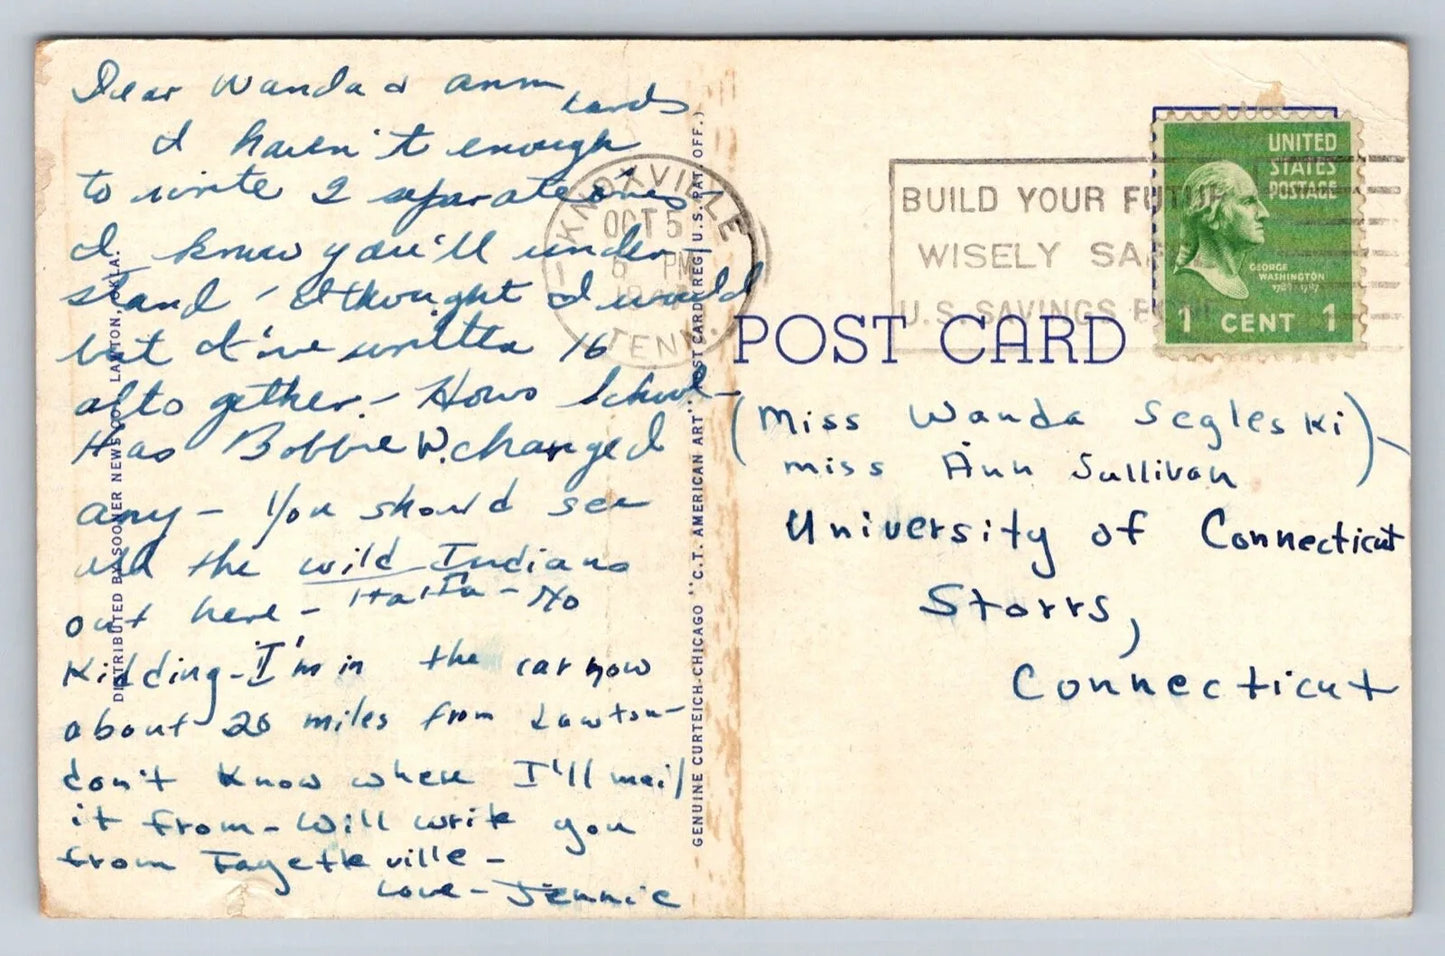 Dear Wanda & Ann
cards
I haven't enough
to write 2 separate ones
I know you'll under-
stand - I thought I would
but I've written 16
alto gether. - Hows School -
Has Bobbie W. changed
any - You should see
all the wild Indians
out here - Ha Ha - No
Kidding - I'm in the car now
about 20 miles from Lawton -
don't know where I'll mail
it from - Will write you
from Fayetteville -
Love - Jennie
DISTRIBUTED BY SOONER NEWS CO., LAWTON, OKLA.
GENUINE CURTEICH-CHICAGO "C.T. AMERICAN ART" POST CARD (REG. U.S. PAT. OFF.)
KNOXVILLE
OCT 5
6 PM
TENN.
BUILD YOUR FUTUR
WISELY SA
U.S. SAVINGS
UNITED
STATES
POSTAGE
GEORGE
WASHINGTON
1 CENT 1
POST CARD
(Miss Wanda Segleski) -
Miss Ann Sullivan
University of Connecticut
Storrs,
Connecticut